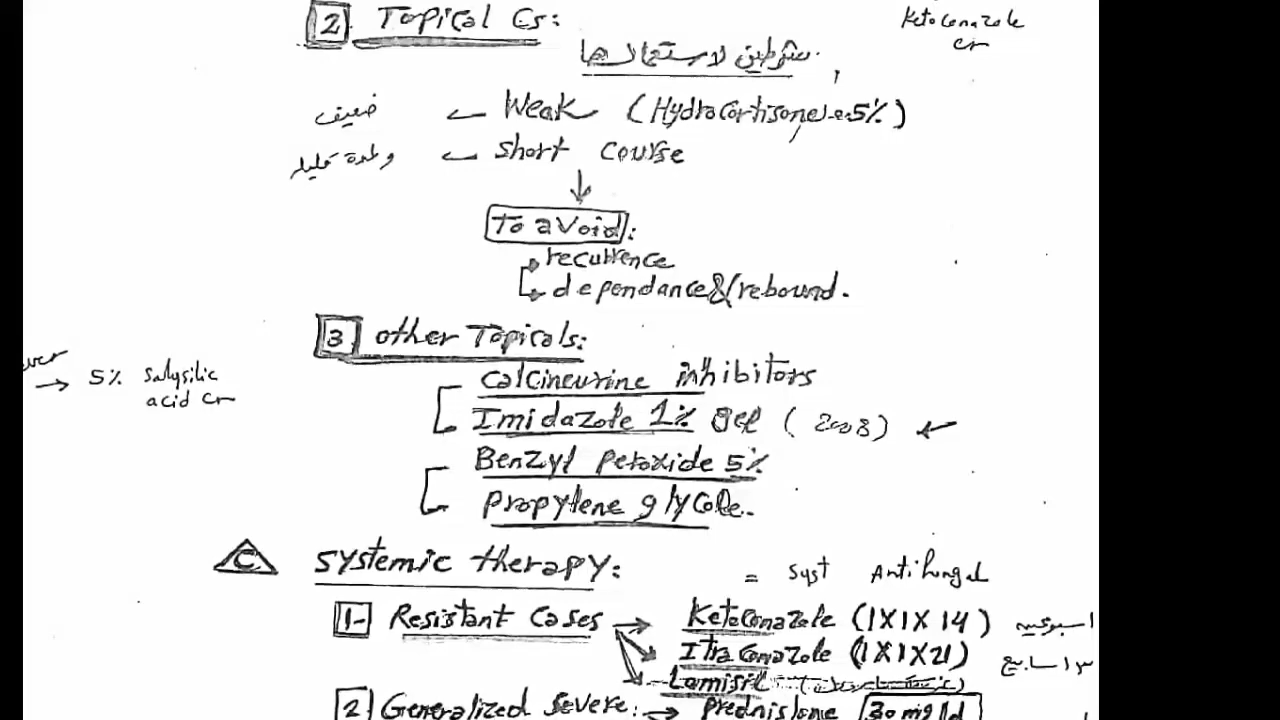 2 Topical Cs:
Ketoconazole
cr
شرطين لاستعمالها
ضعيف ← Weak (Hydrocortisone 0.5%)
ولمدة قليلة ← short course
↓
To avoid:
recurrence
dependance & rebound.
3 other Topicals:
Calcineurine inhibitors
→ 5% Salysilic
acid cr
Imidazole 1% gel (2008) ←
Benzyl peroxide 5%
Propylene glycole.
C Systemic therapy:
= Syst Antifungal
1- Resistant Cases → Ketoconazole (1X1X14) اسبوعين
Itraconazole (1X1X21) 3 اسابيع
Lamisil
2 Generalized Severe: → Prednislone 30 mg/d